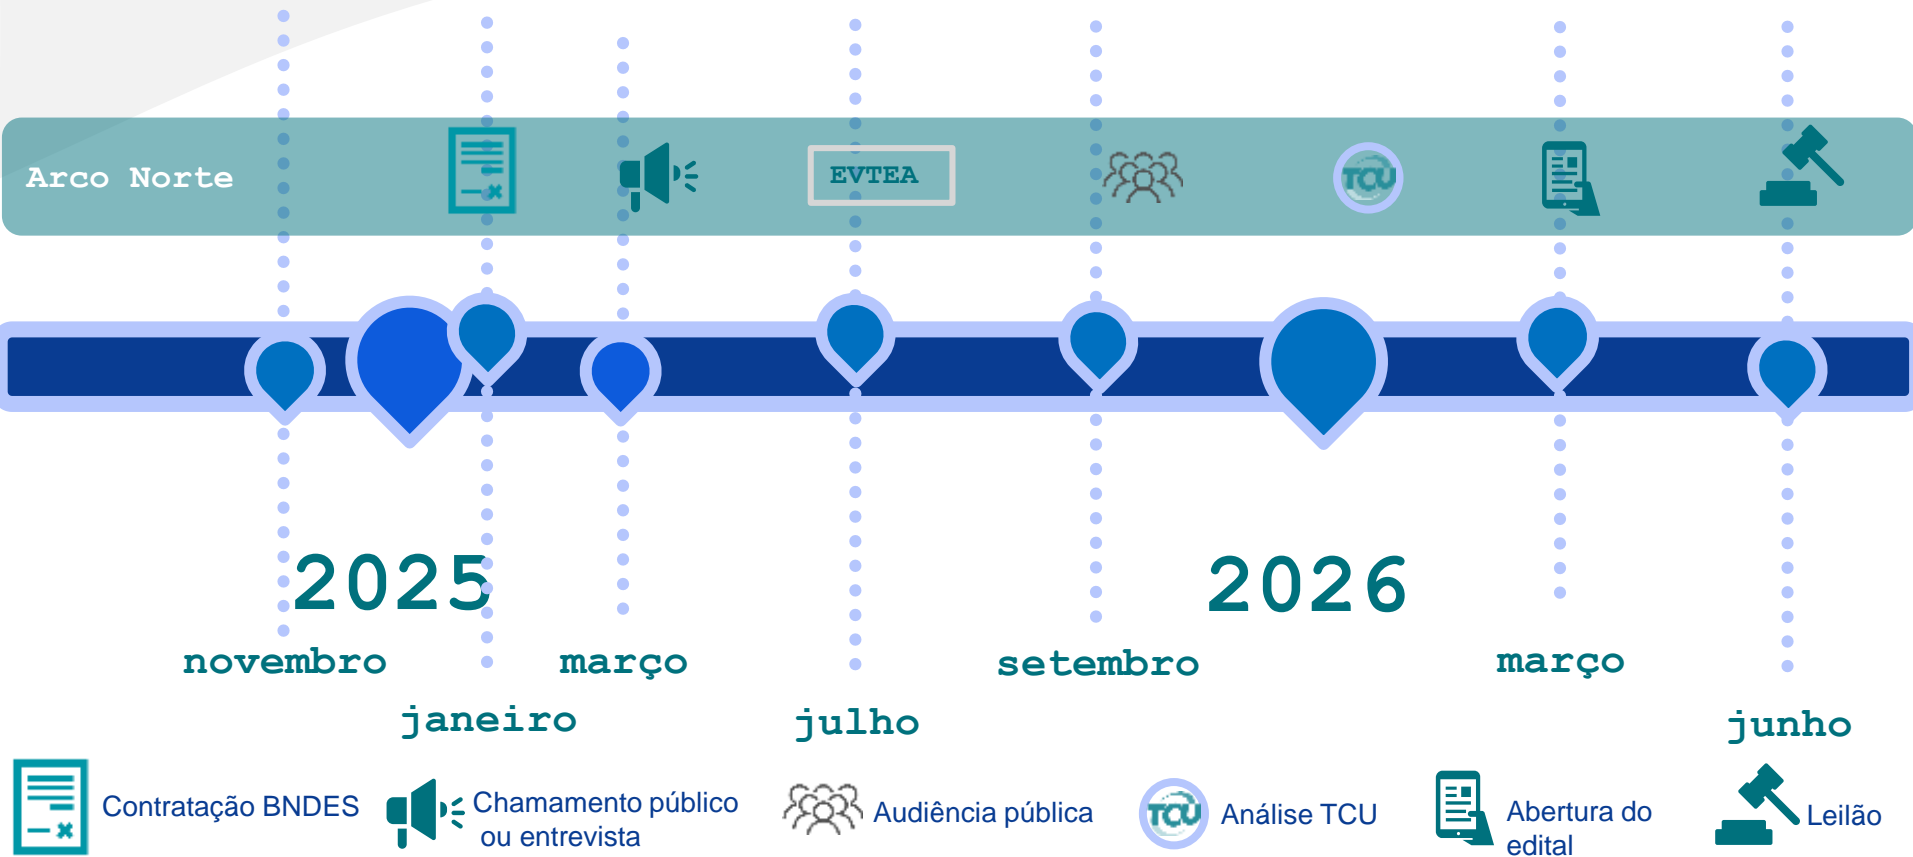 Arco Norte
EVTEA
TCU
2025
2026
novembro
março
setembro
março
janeiro
julho
junho
Contratação BNDES
Chamamento público
ou entrevista
Audiência pública
TCU
Análise TCU
Abertura do
edital
Leilão